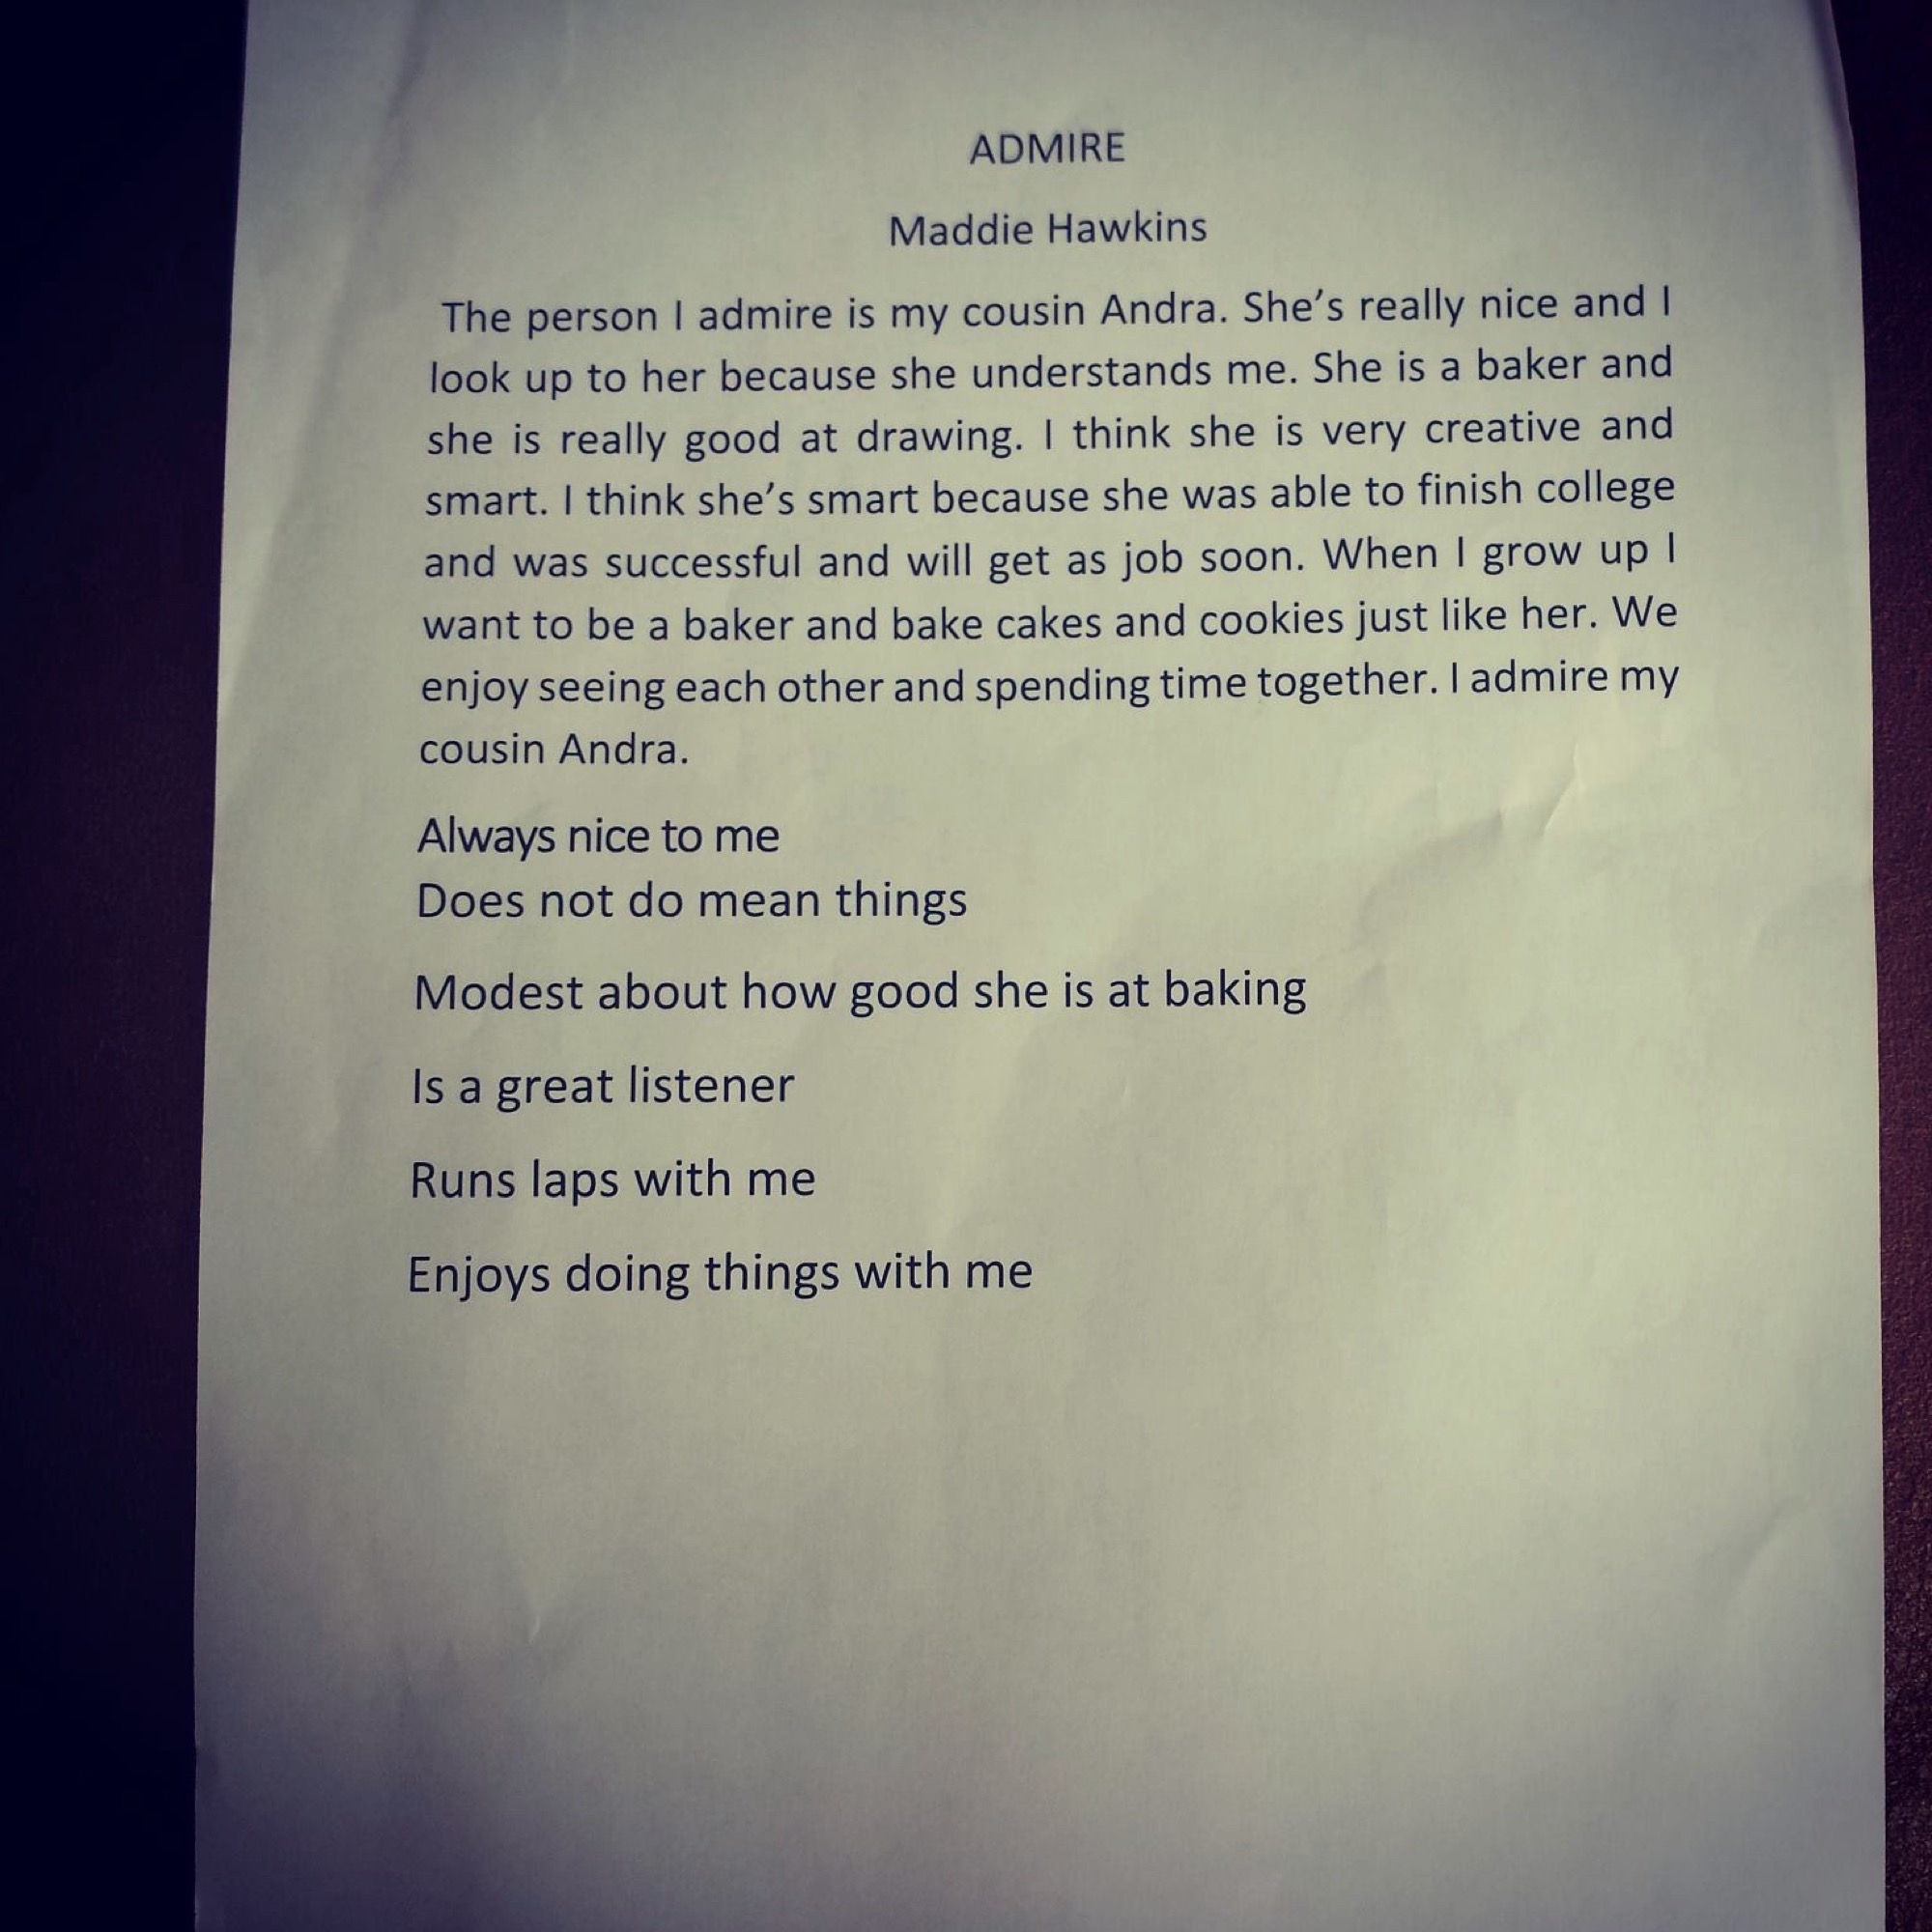 ADMIRE
Maddie Hawkins
The person I admire is my cousin Andra. She’s really nice and I
look up to her because she understands me. She is a baker and
she is really good at drawing. I think she is very creative and
smart. I think she’s smart because she was able to finish college
and was successful and will get as job soon. When I grow up I
want to be a baker and bake cakes and cookies just like her. We
enjoy seeing each other and spending time together. I admire my
cousin Andra.
Always nice to me
Does not do mean things
Modest about how good she is at baking
Is a great listener
Runs laps with me
Enjoys doing things with me